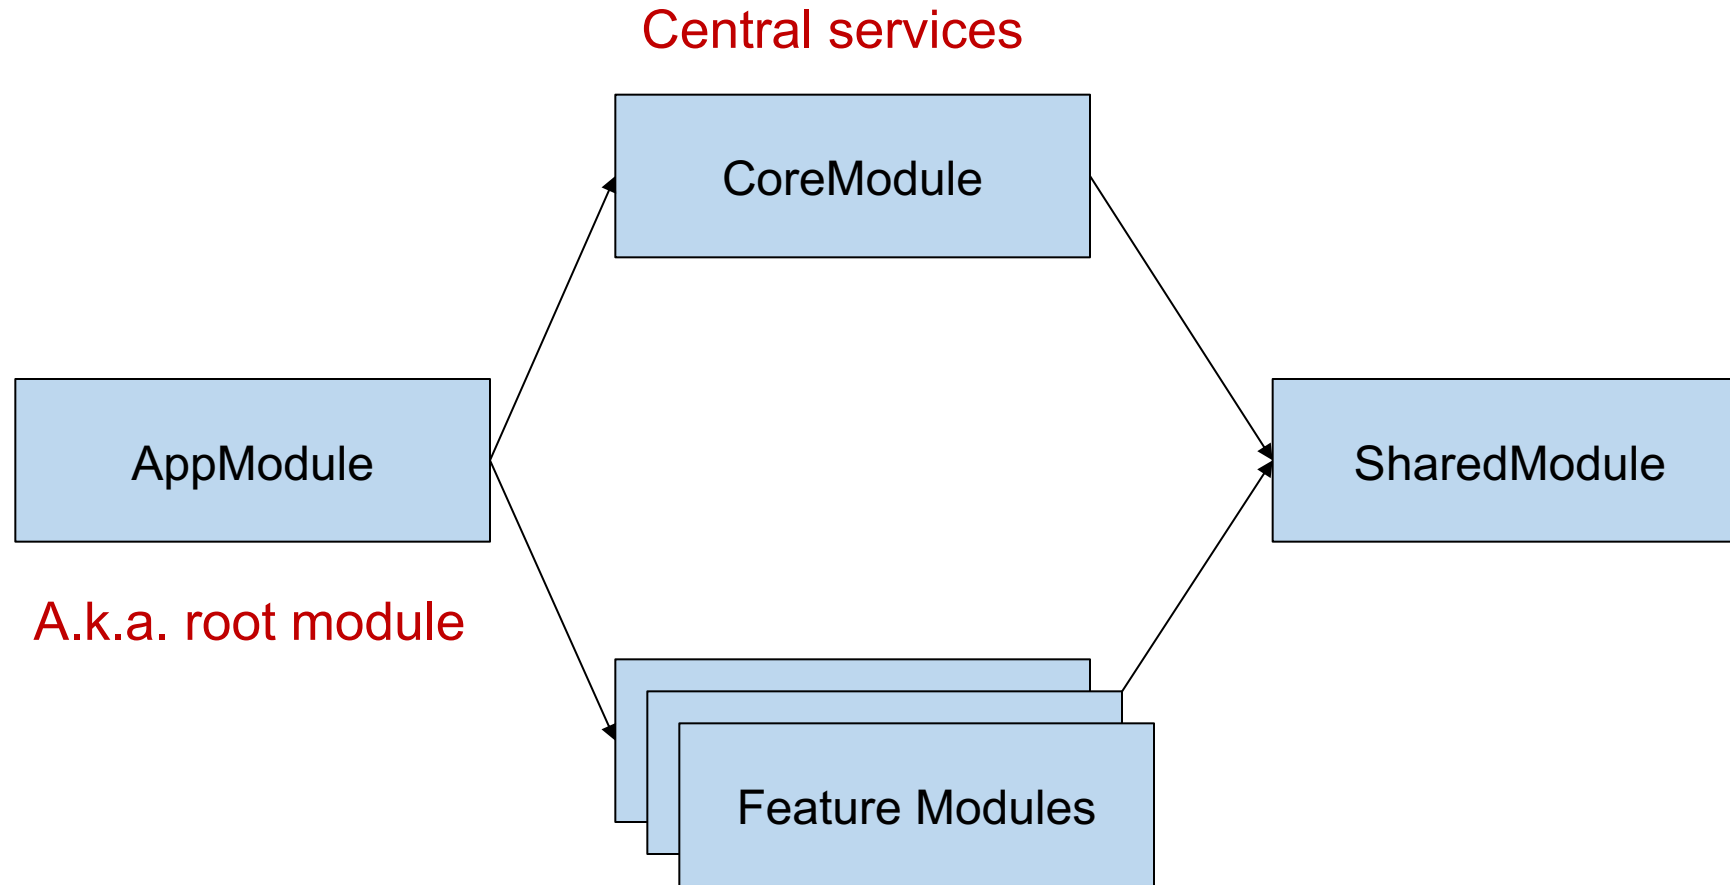 Central services
CoreModule
AppModule
SharedModule
A.k.a. root module
Feature Modules